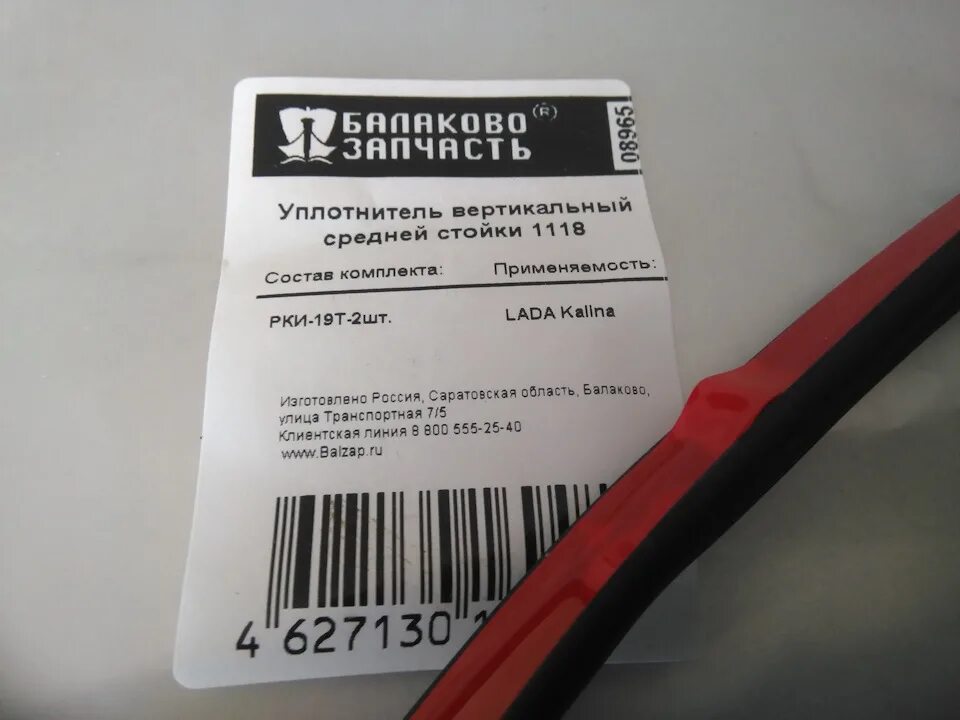 БАЛАКОВО ®
ЗАПЧАСТЬ
08965
Уплотнитель вертикальный
средней стойки 1118
Состав комплекта: Применяемость:
РКИ-19Т-2шт. LADA Kalina
Изготовлено Россия, Саратовская область, Балаково,
улица Транспортная 7/5
Клиентская линия 8 800 555-25-40
www.Balzap.ru
4 627130 1